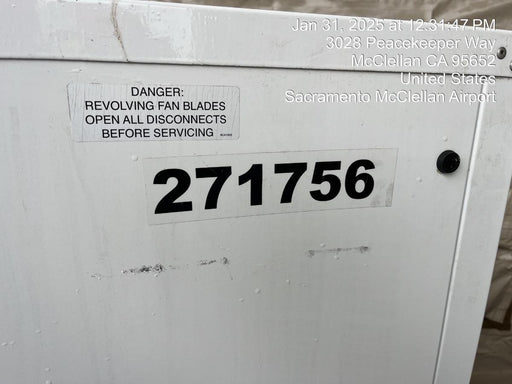 Jan 31, 2025 at 12:31:47 PM
3028 Peacekeeper Way
McClellan CA 95652
United States
Sacramento McClellan Airport
DANGER:
REVOLVING FAN BLADES
OPEN ALL DISCONNECTS
BEFORE SERVICING
271756